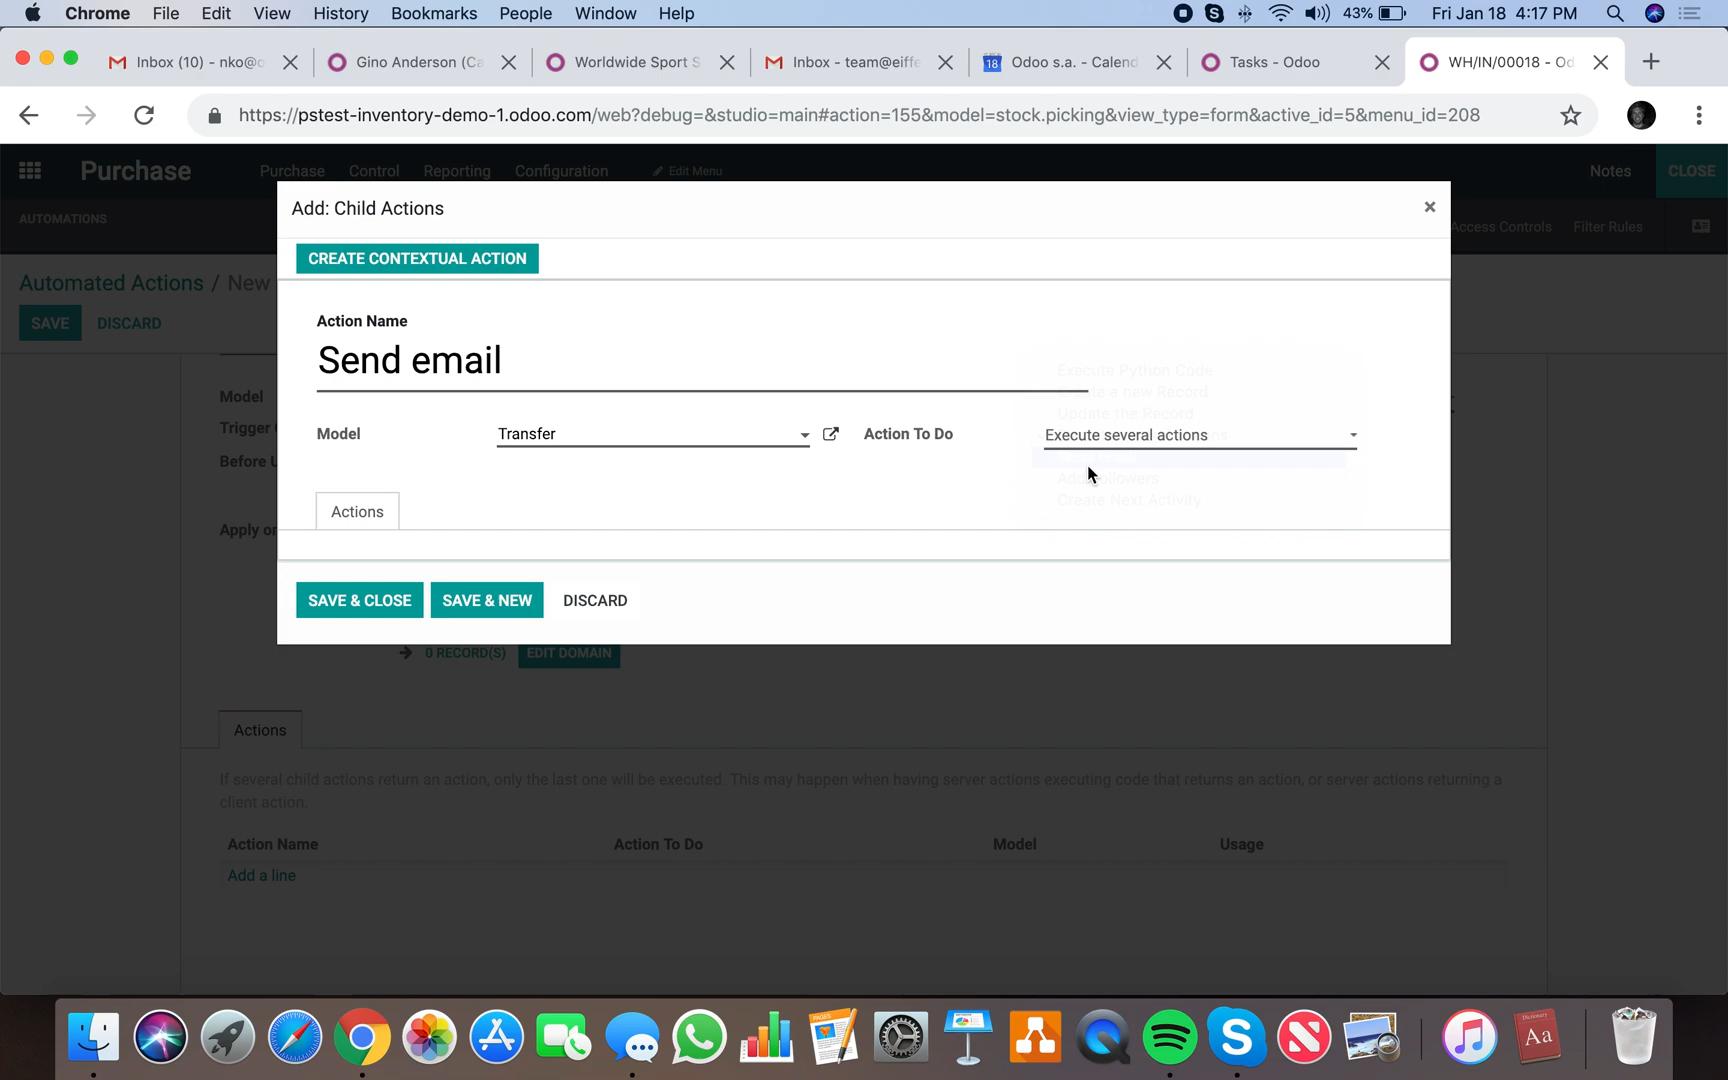 Chrome File Edit View History Bookmarks People Window Help 43% Fri Jan 18 4:17 PM
Inbox (10) - nko@o Gino Anderson (Ca Worldwide Sport S Inbox - team@eiffe 18 Odoo s.a. - Calend Tasks - Odoo WH/IN/00018 - Od
https://pstest-inventory-demo-1.odoo.com/web?debug=&studio=main#action=155&model=stock.picking&view_type=form&active_id=5&menu_id=208
Purchase Purchase Control Reporting Configuration Edit Menu Notes CLOSE
AUTOMATIONS Access Controls Filter Rules
Add: Child Actions
CREATE CONTEXTUAL ACTION
Automated Actions / New
SAVE DISCARD
Action Name
Send email
Execute Python Code
a new Record
Update the Record
Model
Model Transfer Action To Do Execute several actions
Trigger
Before U
Add Followers
Create Next Activity
Actions
Apply on
SAVE & CLOSE SAVE & NEW DISCARD
0 RECORD(S) EDIT DOMAIN
Actions
If several child actions return an action, only the last one will be executed. This may happen when having server actions executing code that returns an action, or server actions returning a
client action.
Action Name Action To Do Model Usage
Add a line
PAGES
Aa